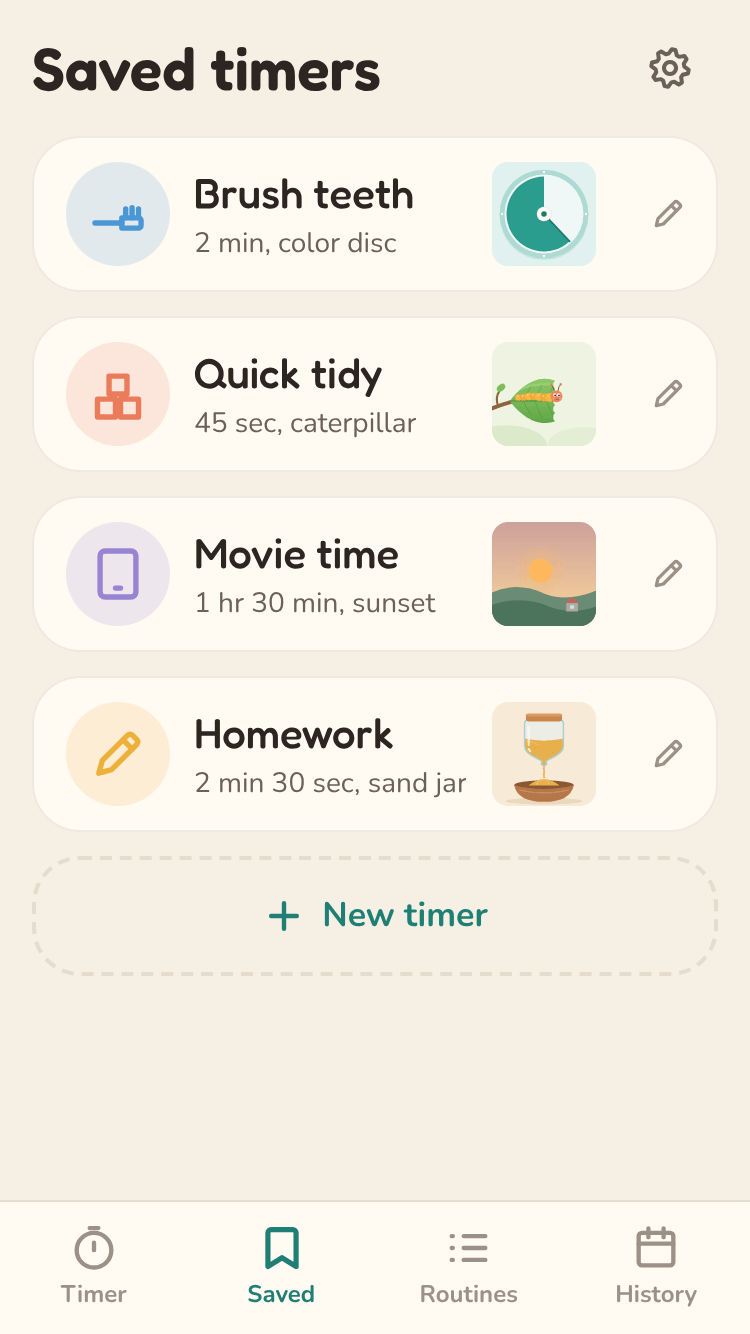 Saved timers
Brush teeth
2 min, color disc
Quick tidy
45 sec, caterpillar
Movie time
1 hr 30 min, sunset
Homework
2 min 30 sec, sand jar
New timer
Timer
Saved
Routines
History